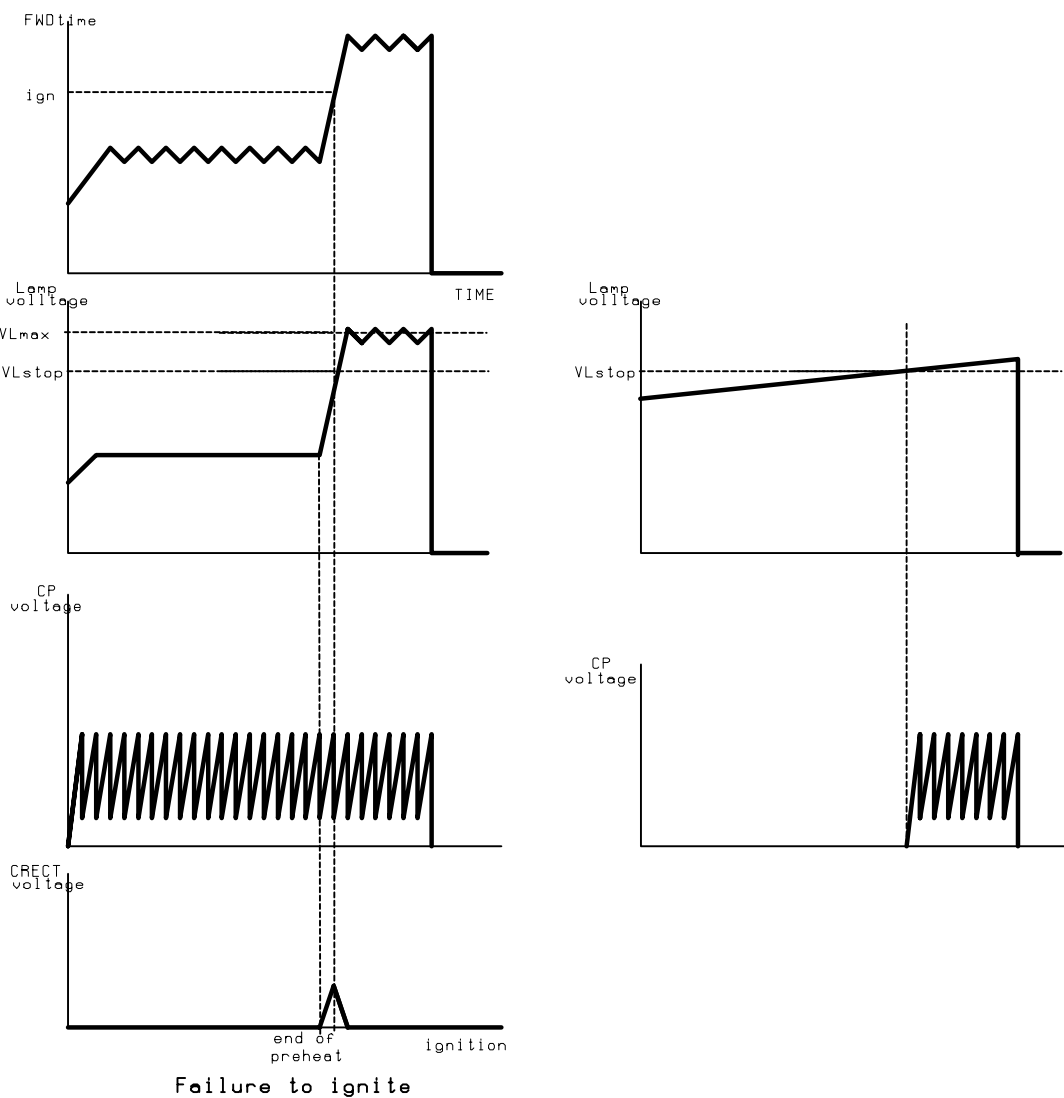 FWDtime
ign
TIME
Lamp
volltage
VLmax
VLstop
Lamp
volltage
VLstop
CP
voltage
CP
voltage
CRECT
voltage
end of
preheat
ignition
Failure to ignite